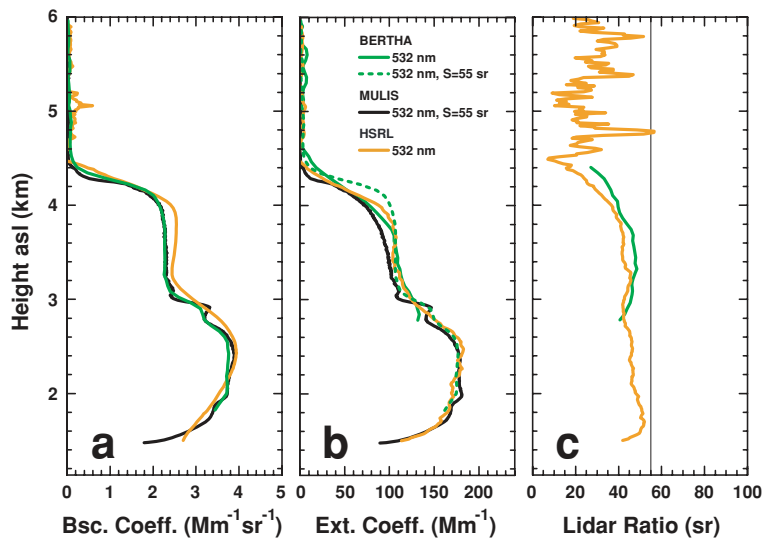 6
5
4
3
2
Height asl (km)
a
0
1
2
3
4
5
Bsc. Coeff. (Mm⁻¹sr⁻¹)
BERTHA
532 nm
532 nm, S=55 sr
MULIS
532 nm, S=55 sr
HSRL
532 nm
b
0
50
100
150
200
Ext. Coeff. (Mm⁻¹)
c
0
20
40
60
80
100
Lidar Ratio (sr)